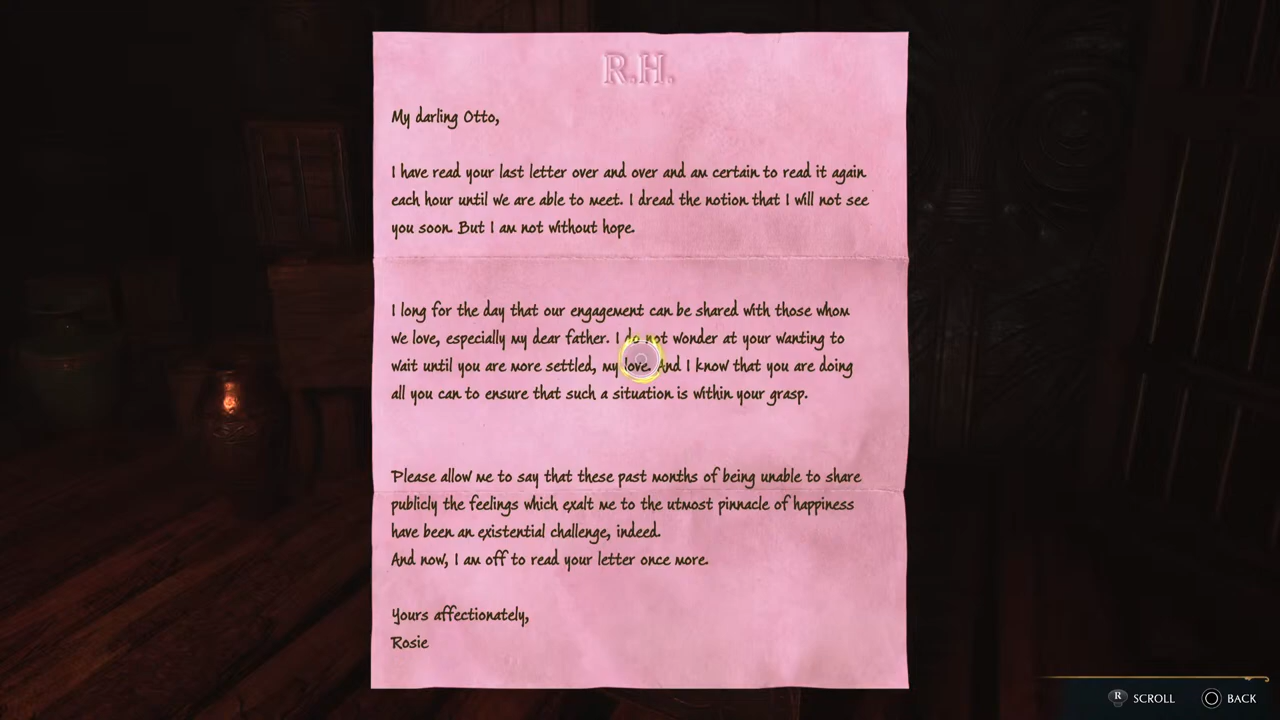 R.H.
My darling Otto,
I have read your last letter over and over and am certain to read it again
each hour until we are able to meet. I dread the notion that I will not see
you soon. But I am not without hope.
I long for the day that our engagement can be shared with those whom
we love, especially my dear father. I do not wonder at your wanting to
wait until you are more settled, my love. And I know that you are doing
all you can to ensure that such a situation is within your grasp.
Please allow me to say that these past months of being unable to share
publicly the feelings which exalt me to the utmost pinnacle of happiness
have been an existential challenge, indeed.
And now, I am off to read your letter once more.
Yours affectionately,
Rosie
R SCROLL BACK